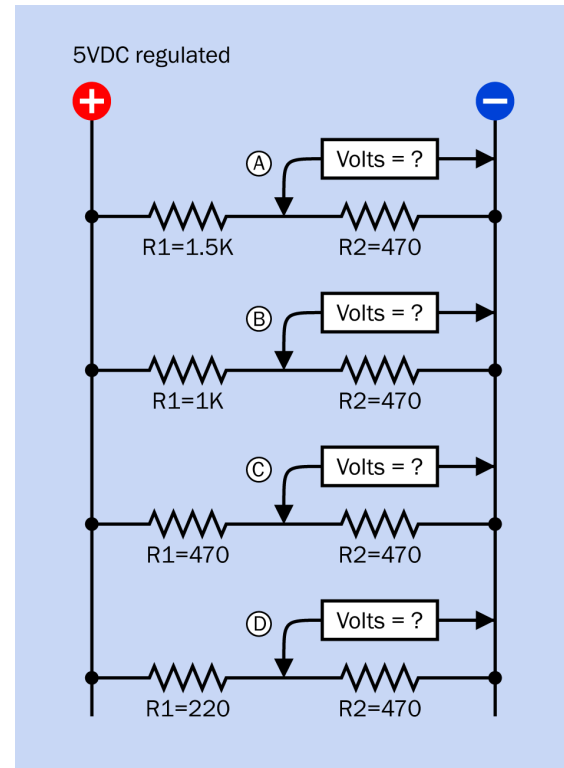 5VDC regulated
+ −
A Volts = ?
R1=1.5K R2=470
B Volts = ?
R1=1K R2=470
C Volts = ?
R1=470 R2=470
D Volts = ?
R1=220 R2=470